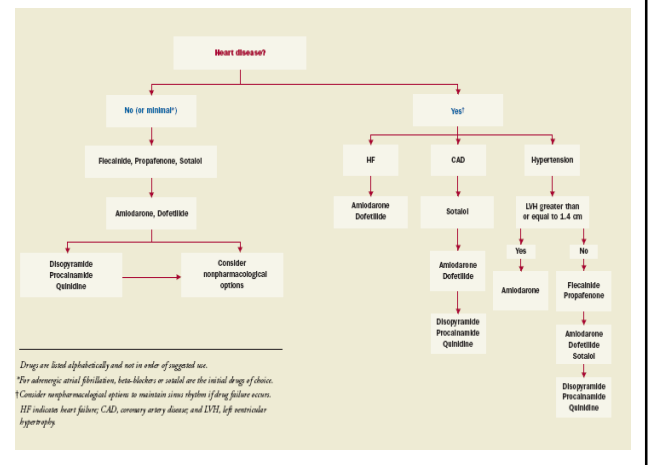 Heart disease?
No (or minimal*)
Yes†
Flecainide, Propafenone, Sotalol
HF
CAD
Hypertension
Amiodarone, Dofetilide
Amiodarone
Dofetilide
Sotalol
LVH greater than
or equal to 1.4 cm
Yes
No
Disopyramide
Procainamide
Quinidine
Consider
nonpharmacological
options
Amiodarone
Dofetilide
Amiodarone
Flecainide
Propafenone
Disopyramide
Procainamide
Quinidine
Amiodarone
Dofetilide
Sotalol
Disopyramide
Procainamide
Quinidine
Drugs are listed alphabetically and not in order of suggested use.
*For adrenergic atrial fibrillation, beta-blockers or sotalol are the initial drugs of choice.
†Consider nonpharmacological options to maintain sinus rhythm if drug failure occurs.
HF indicates heart failure; CAD, coronary artery disease; and LVH, left ventricular
hypertrophy.